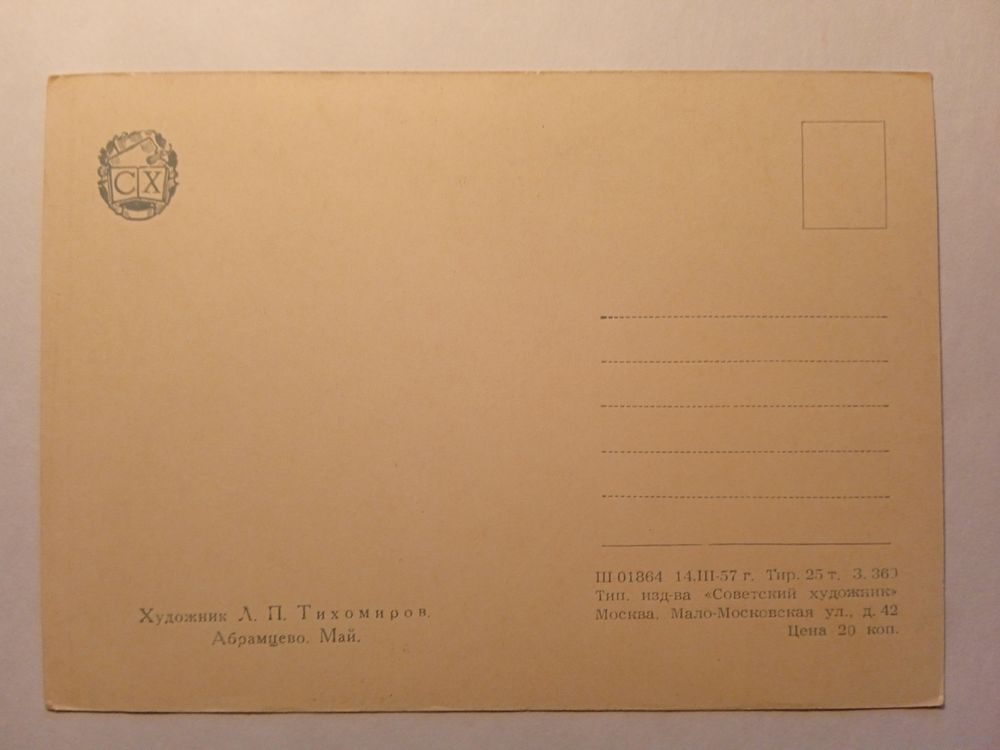 СХ
Художник Л. П. Тихомиров.
Абрамцево. Май.
Ш 01864 14.III-57 г. Тир. 25 т. З. 360
Тип. изд-ва «Советский художник»
Москва, Мало-Московская ул., д. 42
Цена 20 коп.